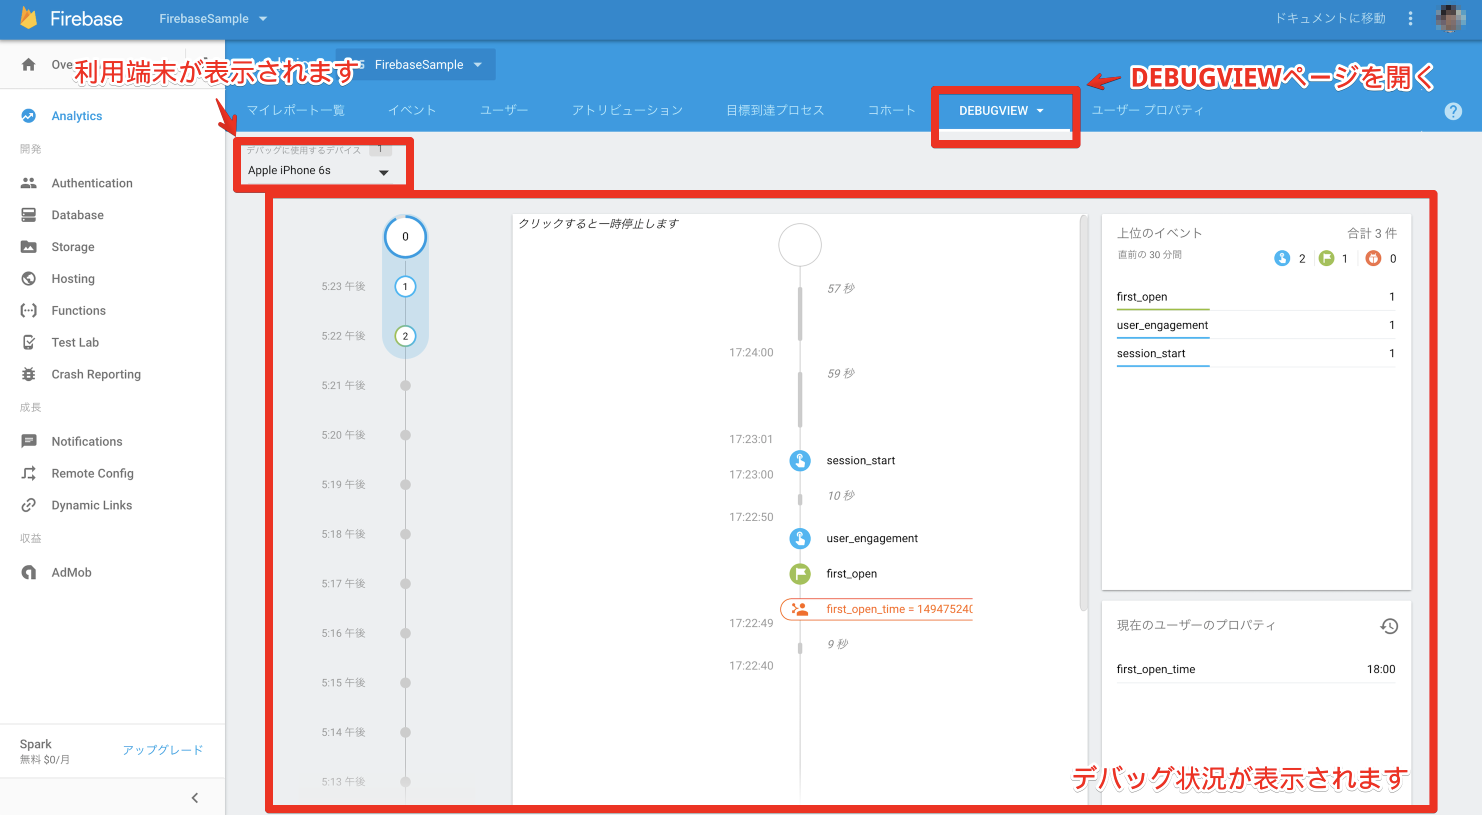 Firebase
FirebaseSample
ドキュメントに移動
利用端末が表示されます
FirebaseSample
DEBUGVIEWページを開く
マイレポート一覧
イベント
ユーザー
アトリビューション
目標到達プロセス
コホート
DEBUGVIEW
ユーザー プロパティ
?
Analytics
開発
Authentication
Database
Storage
Hosting
Functions
Test Lab
Crash Reporting
成長
Notifications
Remote Config
Dynamic Links
収益
AdMob
Spark
無料 $0/月
アップグレード
デバッグに使用するデバイス 1
Apple iPhone 6s
0
5:23 午後 1
5:22 午後 2
5:21 午後
5:20 午後
5:19 午後
5:18 午後
5:17 午後
5:16 午後
5:15 午後
5:14 午後
5:13 午後
クリックすると一時停止します
57 秒
17:24:00
59 秒
17:23:01
session_start
17:23:00
10 秒
17:22:50
user_engagement
first_open
first_open_time = 149475240
17:22:49
9 秒
17:22:40
上位のイベント 合計 3 件
直前の 30 分間 2 1 0
first_open 1
user_engagement 1
session_start 1
現在のユーザーのプロパティ
first_open_time 18:00
デバッグ状況が表示されます